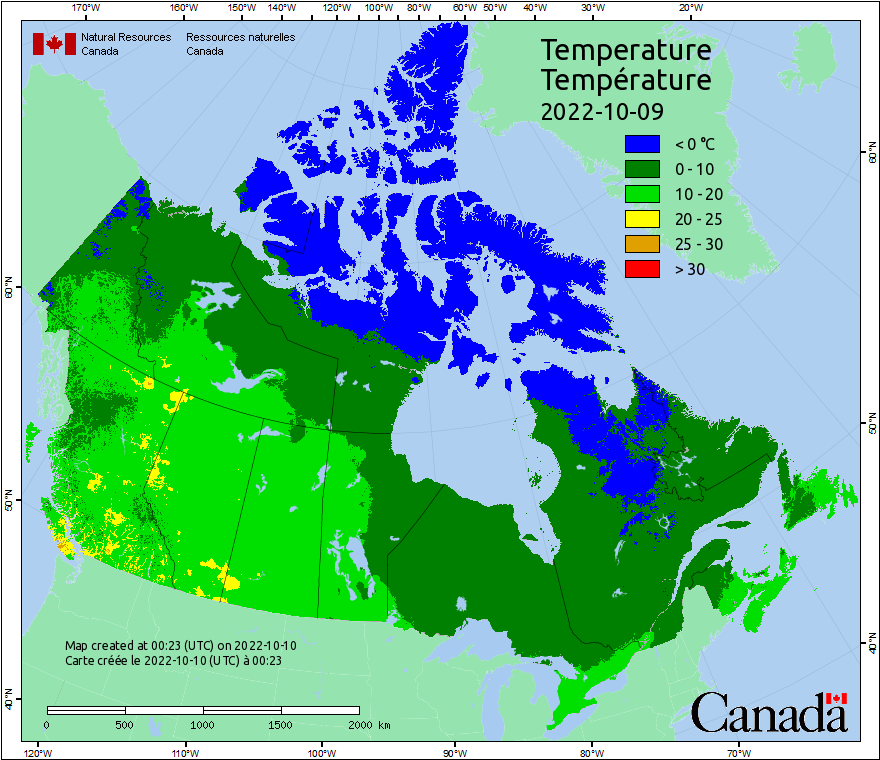 170°W 160°W 150°W 140°W 130°W 120°W 110°W 100°W 90°W 80°W 70°W 60°W 50°W 40°W 30°W 20°W
Natural Resources Ressources naturelles
Canada Canada
Temperature
Température
2022-10-09
< 0 °C
0 - 10
10 - 20
20 - 25
25 - 30
> 30
60°N
60°N
50°N
50°N
40°N
40°N
Map created at 00:23 (UTC) on 2022-10-10
Carte créée le 2022-10-10 (UTC) à 00:23
0 500 1000 1500 2000 km
Canada
120°W 110°W 100°W 90°W 80°W 70°W